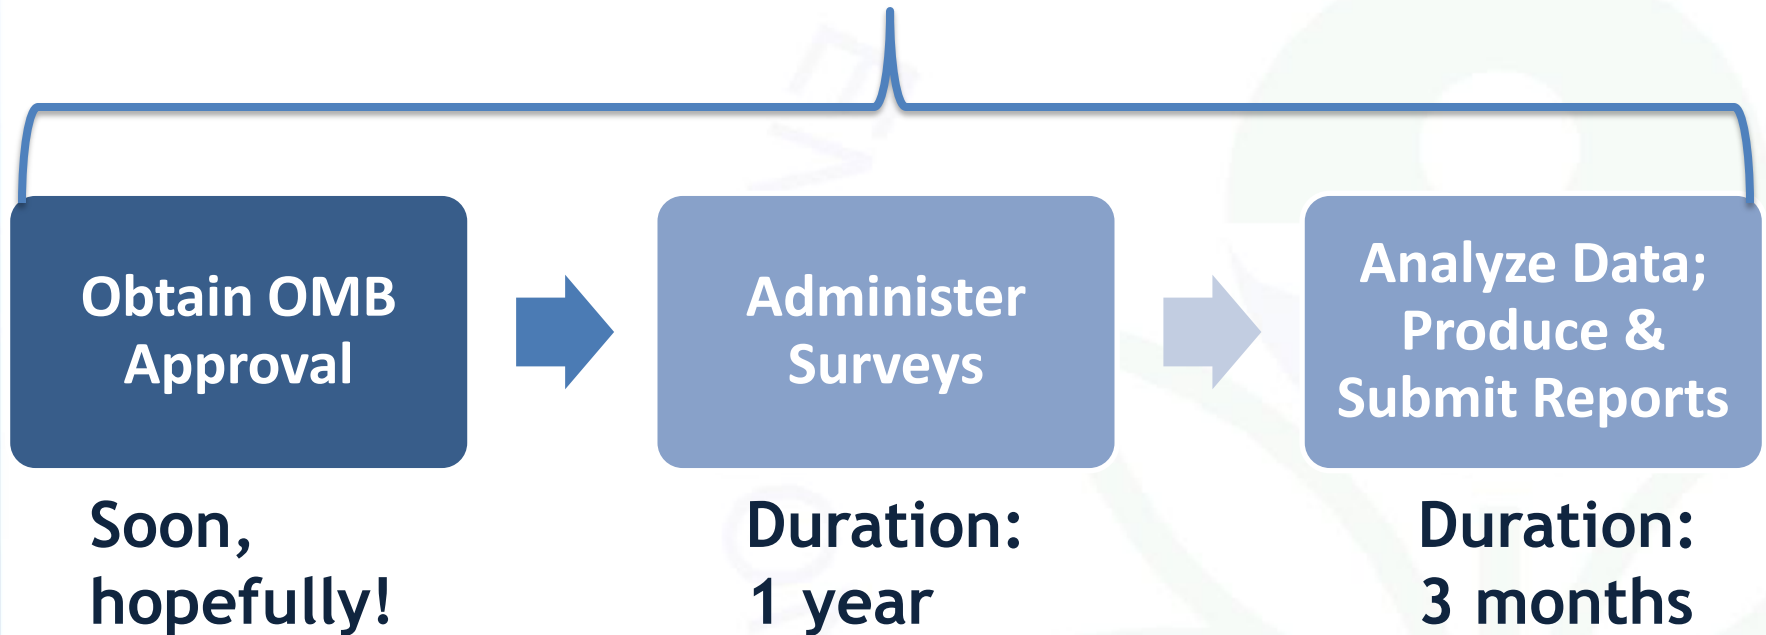 Obtain OMB
Approval
Administer
Surveys
Analyze Data;
Produce &
Submit Reports
Soon,
hopefully!
Duration:
1 year
Duration:
3 months